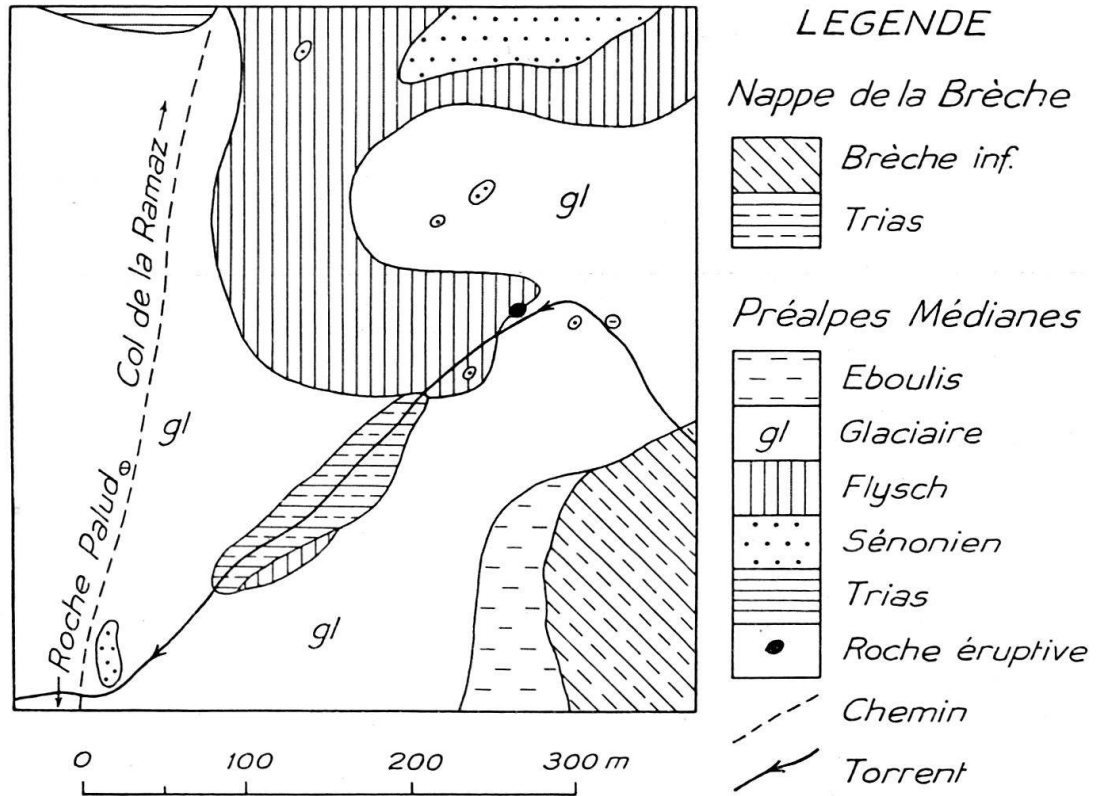 Roche Palud
Col de la Ramaz
gl
gl
gl
0 100 200 300 m
LEGENDE
Nappe de la Brèche
Brèche inf.
Trias
Préalpes Médianes
Eboulis
gl Glaciaire
Flysch
Sénonien
Trias
Roche éruptive
Chemin
Torrent